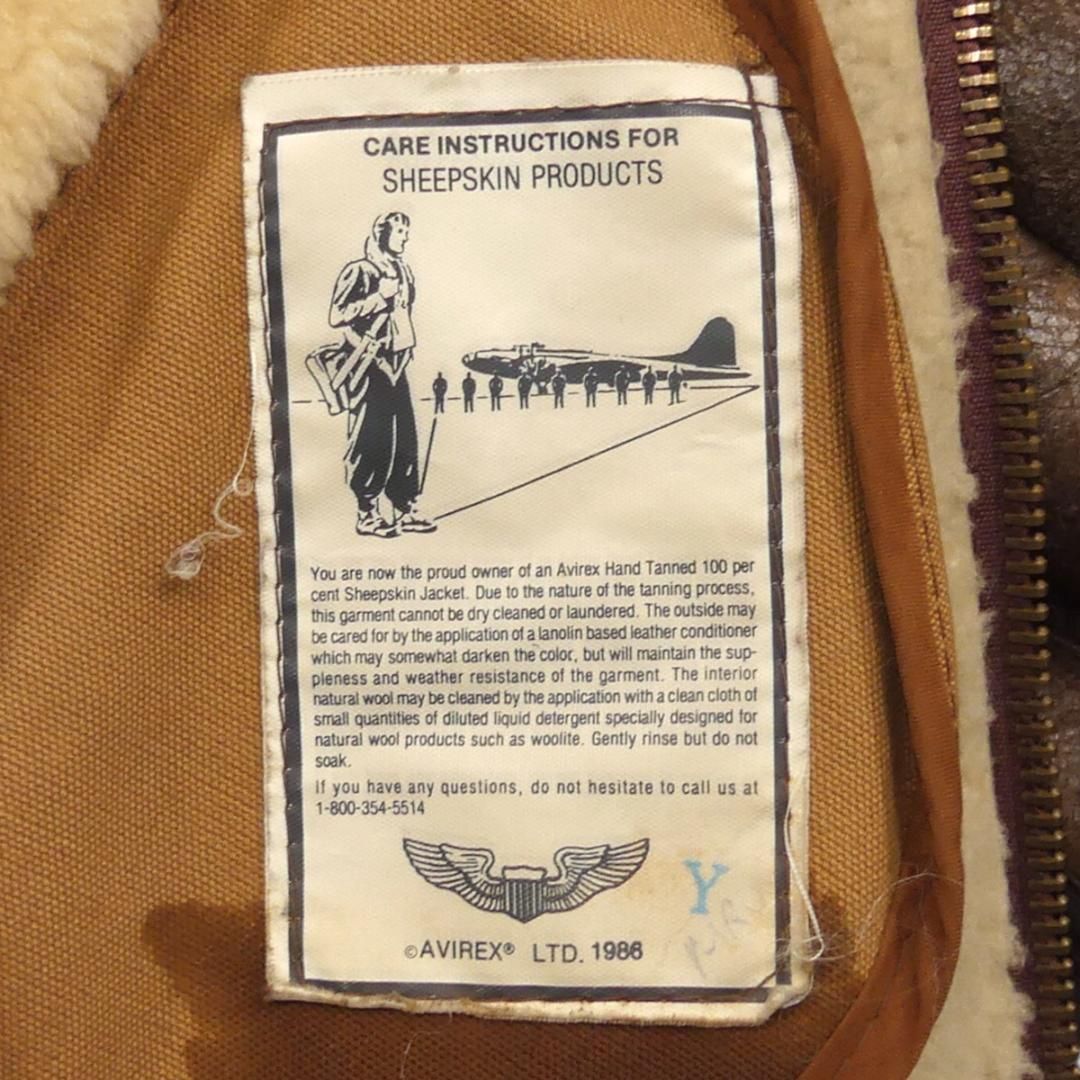 CARE INSTRUCTIONS FOR
SHEEPSKIN PRODUCTS
You are now the proud owner of an Avirex Hand Tanned 100 per
cent Sheepskin Jacket. Due to the nature of the tanning process,
this garment cannot be dry cleaned or laundered. The outside may
be cared for by the application of a lanolin based leather conditioner
which may somewhat darken the color, but will maintain the sup-
pleness and weather resistance of the garment. The interior
natural wool may be cleaned by the application with a clean cloth of
small quantities of diluted liquid detergent specially designed for
natural wool products such as woolite. Gently rinse but do not
soak.
If you have any questions, do not hesitate to call us at
1-800-354-5514
Y
©AVIREX® LTD. 1986